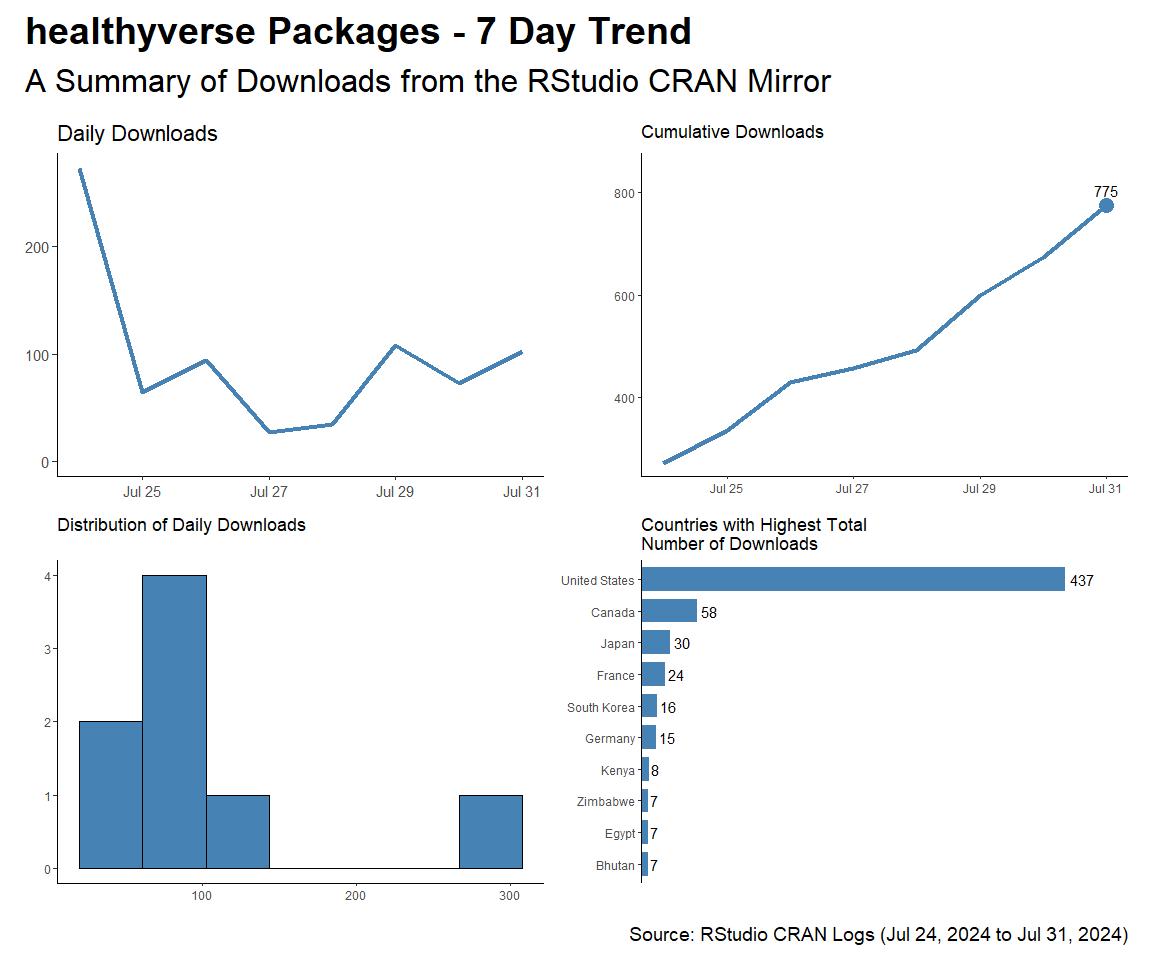 healthyverse Packages - 7 Day Trend
A Summary of Downloads from the RStudio CRAN Mirror
Daily Downloads
200
100
0
Jul 25 Jul 27 Jul 29 Jul 31
Cumulative Downloads
800
600
400
775
Jul 25 Jul 27 Jul 29 Jul 31
Distribution of Daily Downloads
4
3
2
1
0
100 200 300
Countries with Highest Total
Number of Downloads
United States 437
Canada 58
Japan 30
France 24
South Korea 16
Germany 15
Kenya 8
Zimbabwe 7
Egypt 7
Bhutan 7
Source: RStudio CRAN Logs (Jul 24, 2024 to Jul 31, 2024)